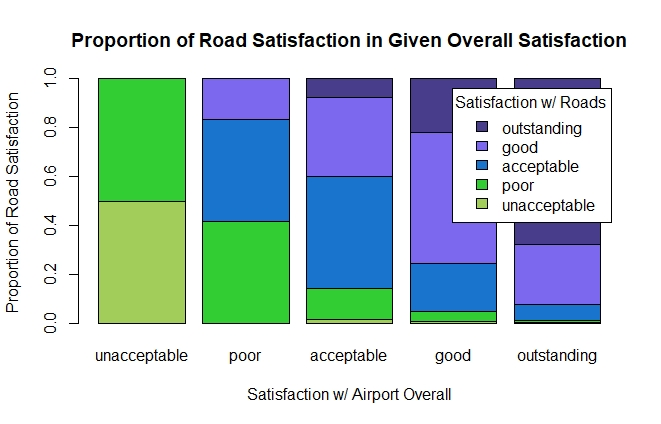 Proportion of Road Satisfaction in Given Overall Satisfaction
Proportion of Road Satisfaction
1.0
0.8
0.6
0.4
0.2
0.0
Satisfaction w/ Roads
outstanding
good
acceptable
poor
unacceptable
unacceptable poor acceptable good outstanding
Satisfaction w/ Airport Overall